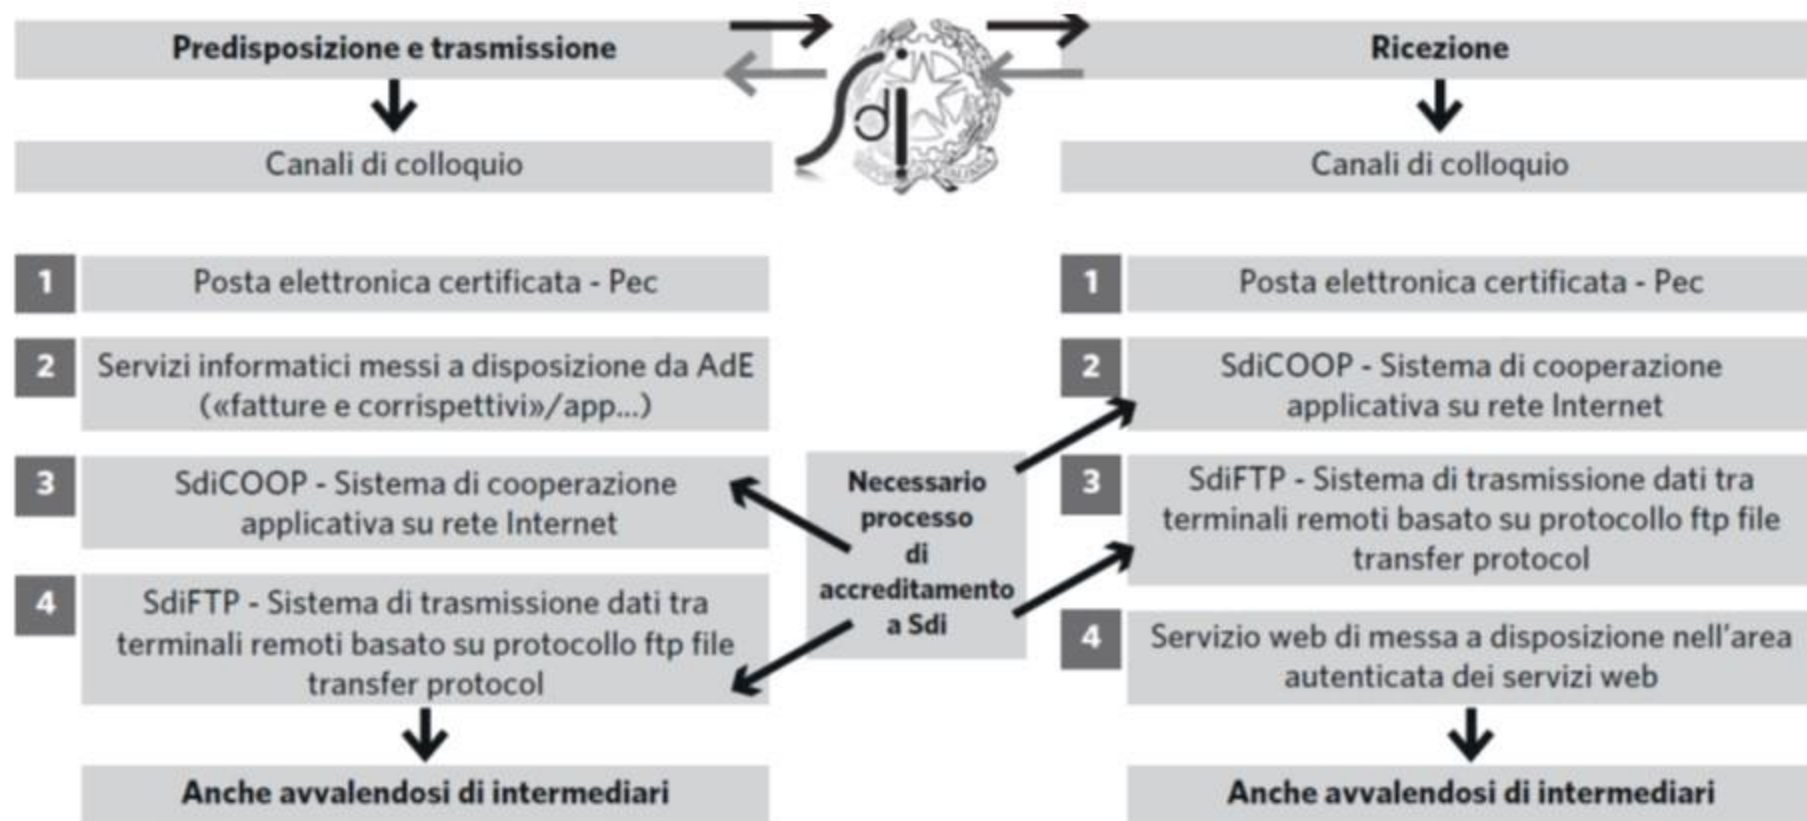 Predisposizione e trasmissione
Canali di colloquio
1
Posta elettronica certificata - Pec
2
Servizi informatici messi a disposizione da AdE
(«fatture e corrispettivi»/app...)
3
SdiCOOP - Sistema di cooperazione
applicativa su rete Internet
4
SdiFTP - Sistema di trasmissione dati tra
terminali remoti basato su protocollo ftp file
transfer protocol
Anche avvalendosi di intermediari
Sdi
Necessario
processo
di
accreditamento
a Sdi
Ricezione
Canali di colloquio
1
Posta elettronica certificata - Pec
2
SdiCOOP - Sistema di cooperazione
applicativa su rete Internet
3
SdiFTP - Sistema di trasmissione dati tra
terminali remoti basato su protocollo ftp file
transfer protocol
4
Servizio web di messa a disposizione nell'area
autenticata dei servizi web
Anche avvalendosi di intermediari